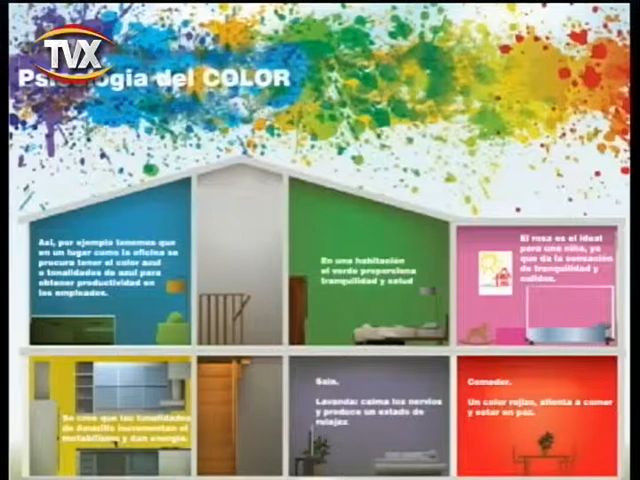 TVX
Psicología del COLOR
Así, por ejemplo tenemos que
en un lugar como la oficina se
procura tener el color azul
o tonalidades de azul para
obtener productividad en
los empleados.
En una habitación
el verde proporciona
tranquilidad y salud
El rosa es el ideal
para una niña, ya
que da la sensación
de tranquilidad y
calidez.
Se cree que las tonalidades
de Amarillo incrementan el
metabolismo y dan energía.
Sala.
Lavanda: calma los nervios
y produce un estado de
relajaz
Comedor.
Un color rojizo, alienta a comer
y estar en paz.